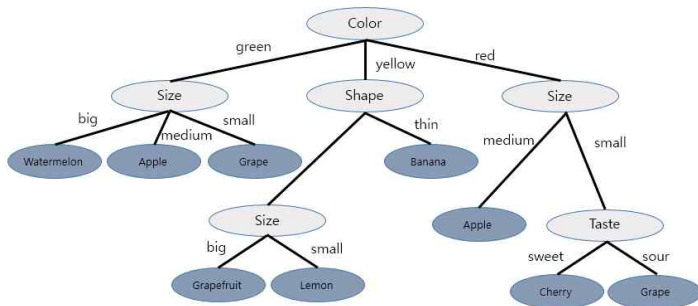 Color
green
yellow
red
Size
Shape
Size
big
medium
small
thin
medium
small
Watermelon
Apple
Grape
Banana
Size
Apple
Taste
big
small
sweet
sour
Grapefruit
Lemon
Cherry
Grape